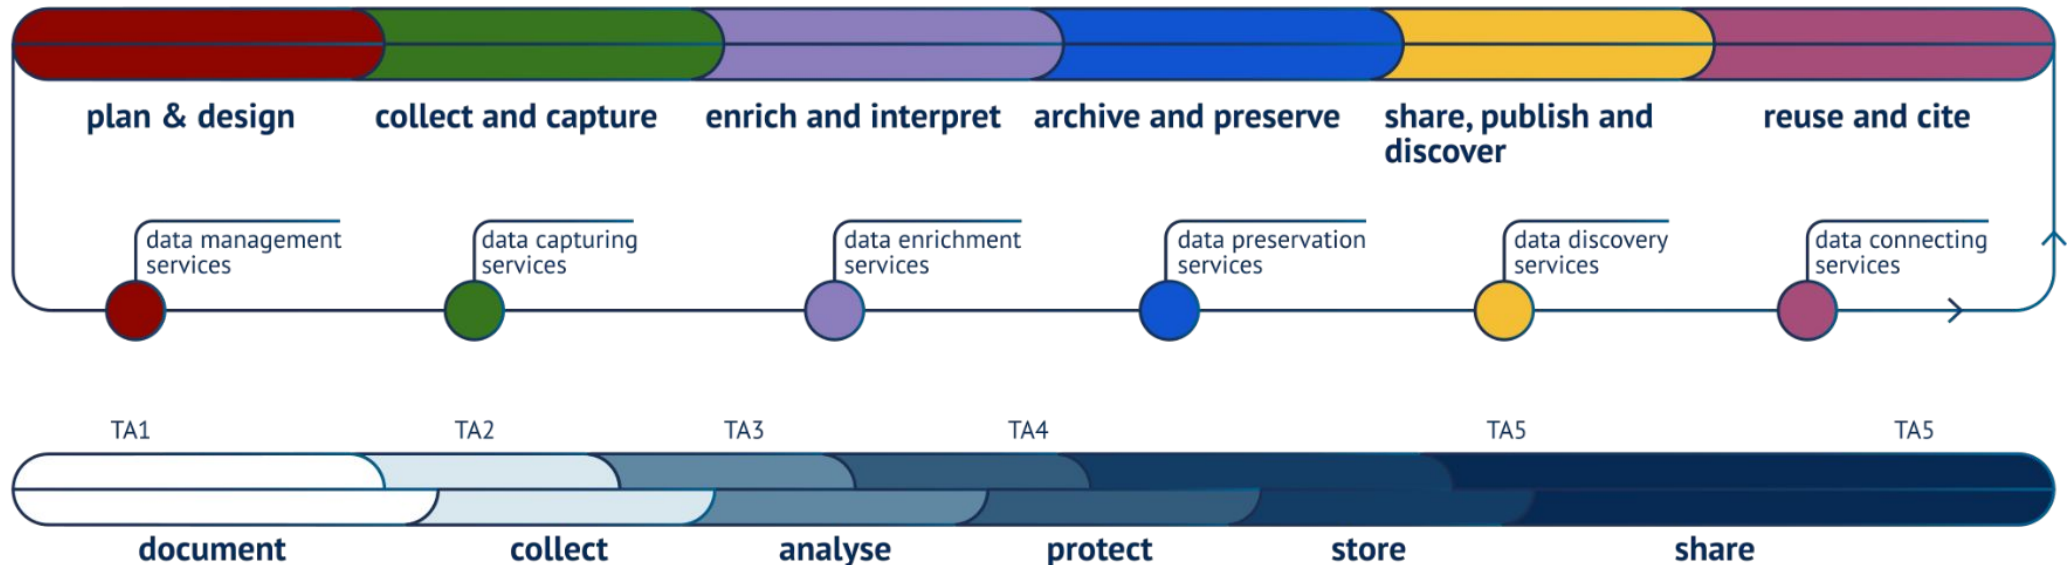 plan & design
collect and capture
enrich and interpret
archive and preserve
share, publish and
discover
reuse and cite
data management
services
data capturing
services
data enrichment
services
data preservation
services
data discovery
services
data connecting
services
TA1
TA2
TA3
TA4
TA5
TA5
document
collect
analyse
protect
store
share